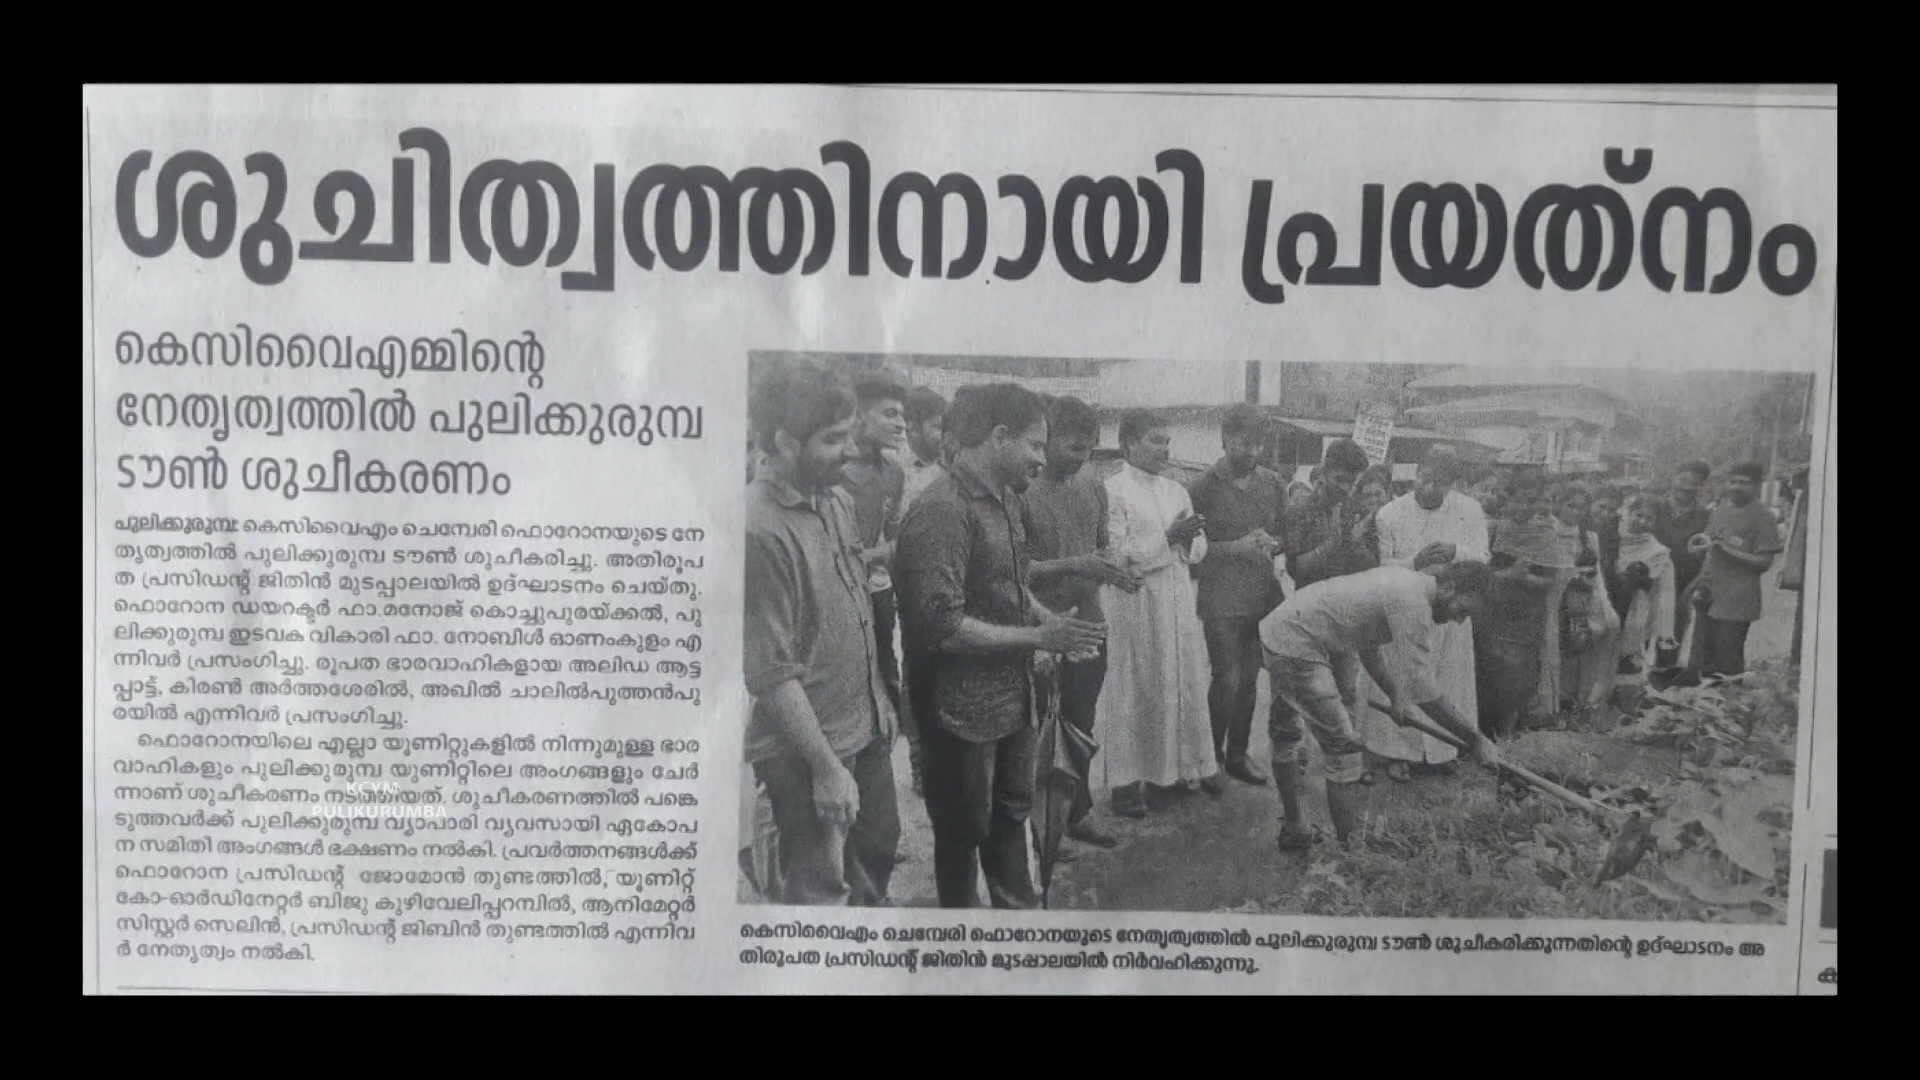 ശുചിത്വത്തിനായി പ്രയത്നം
കെസിവൈഎമ്മിന്റെ
നേതൃത്വത്തിൽ പുലിക്കുരുമ്പ
ടൗൺ ശുചീകരണം
പുലിക്കുരുമ്പ: കെസിവൈഎം ചെമ്പേരി ഫൊറോനയുടെ നേ
തൃത്വത്തിൽ പുലിക്കുരുമ്പ ടൗൺ ശുചീകരിച്ചു. അതിരൂപ
ത പ്രസിഡന്റ് ജിതിൻ മുടപ്പാലയിൽ ഉദ്ഘാടനം ചെയ്തു.
ഫൊറോന ഡയറക്ടർ ഫാ.മനോജ് കൊച്ചുപുരയ്ക്കൽ, പു
ലിക്കുരുമ്പ ഇടവക വികാരി ഫാ. നോബിൾ ഓണംകുളം എ
ന്നിവർ പ്രസംഗിച്ചു. രൂപത ഭാരവാഹികളായ അലിഡ ആട്ട
പ്പാട്ട്, കിരൺ അർത്തശേരിൽ, അഖിൽ ചാലിൽപുത്തൻപു
രയിൽ എന്നിവർ പ്രസംഗിച്ചു.
ഫൊറോനയിലെ എല്ലാ യൂണിറ്റുകളിൽ നിന്നുമുള്ള ഭാര
വാഹികളും പുലിക്കുരുമ്പ യുണിറ്റിലെ അംഗങ്ങളും ചേർ
ന്നാണ് ശുചീകരണം നടത്തിയത്. ശുചീകരണത്തിൽ പങ്കെ
ടുത്തവർക്ക് പുലിക്കുരുമ്പ വ്യാപാരി വ്യവസായി ഏകോപ
ന സമിതി അംഗങ്ങൾ ഭക്ഷണം നൽകി. പ്രവർത്തനങ്ങൾക്ക്
ഫൊറോന പ്രസിഡന്റ് ജോമോൻ തുണ്ടത്തിൽ, യൂണിറ്റ്
കോ-ഓർഡിനേറ്റർ ബിജു കുഴിവേലിപ്പറമ്പിൽ, ആനിമേറ്റർ
സിസ്റ്റർ സെലിൻ, പ്രസിഡന്റ് ജിബിൻ തുണ്ടത്തിൽ എന്നിവ
ർ നേതൃത്വം നൽകി.
KCYM
PULIKURUMBA
കെസിവൈഎം ചെമ്പേരി ഫൊറോനയുടെ നേതൃത്വത്തിൽ പുലിക്കുരുമ്പ ടൗൺ ശുചീകരിക്കുന്നതിന്റെ ഉദ്ഘാടനം അ
തിരൂപത പ്രസിഡന്റ് ജിതിൻ മുടപ്പാലയിൽ നിർവഹിക്കുന്നു.